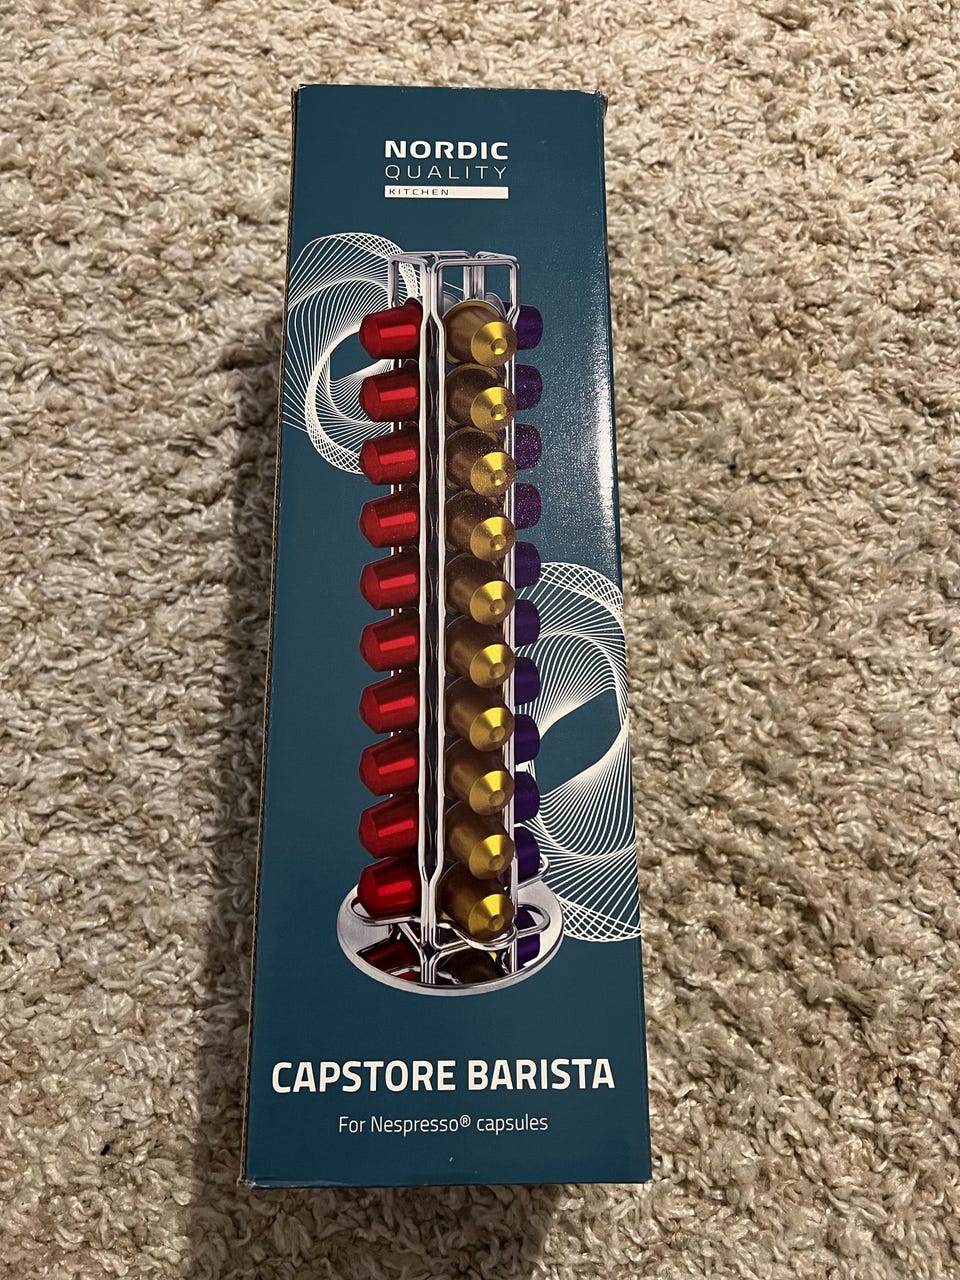 NORDIC
QUALITY
KITCHEN
CAPSTORE BARISTA
For Nespresso® capsules